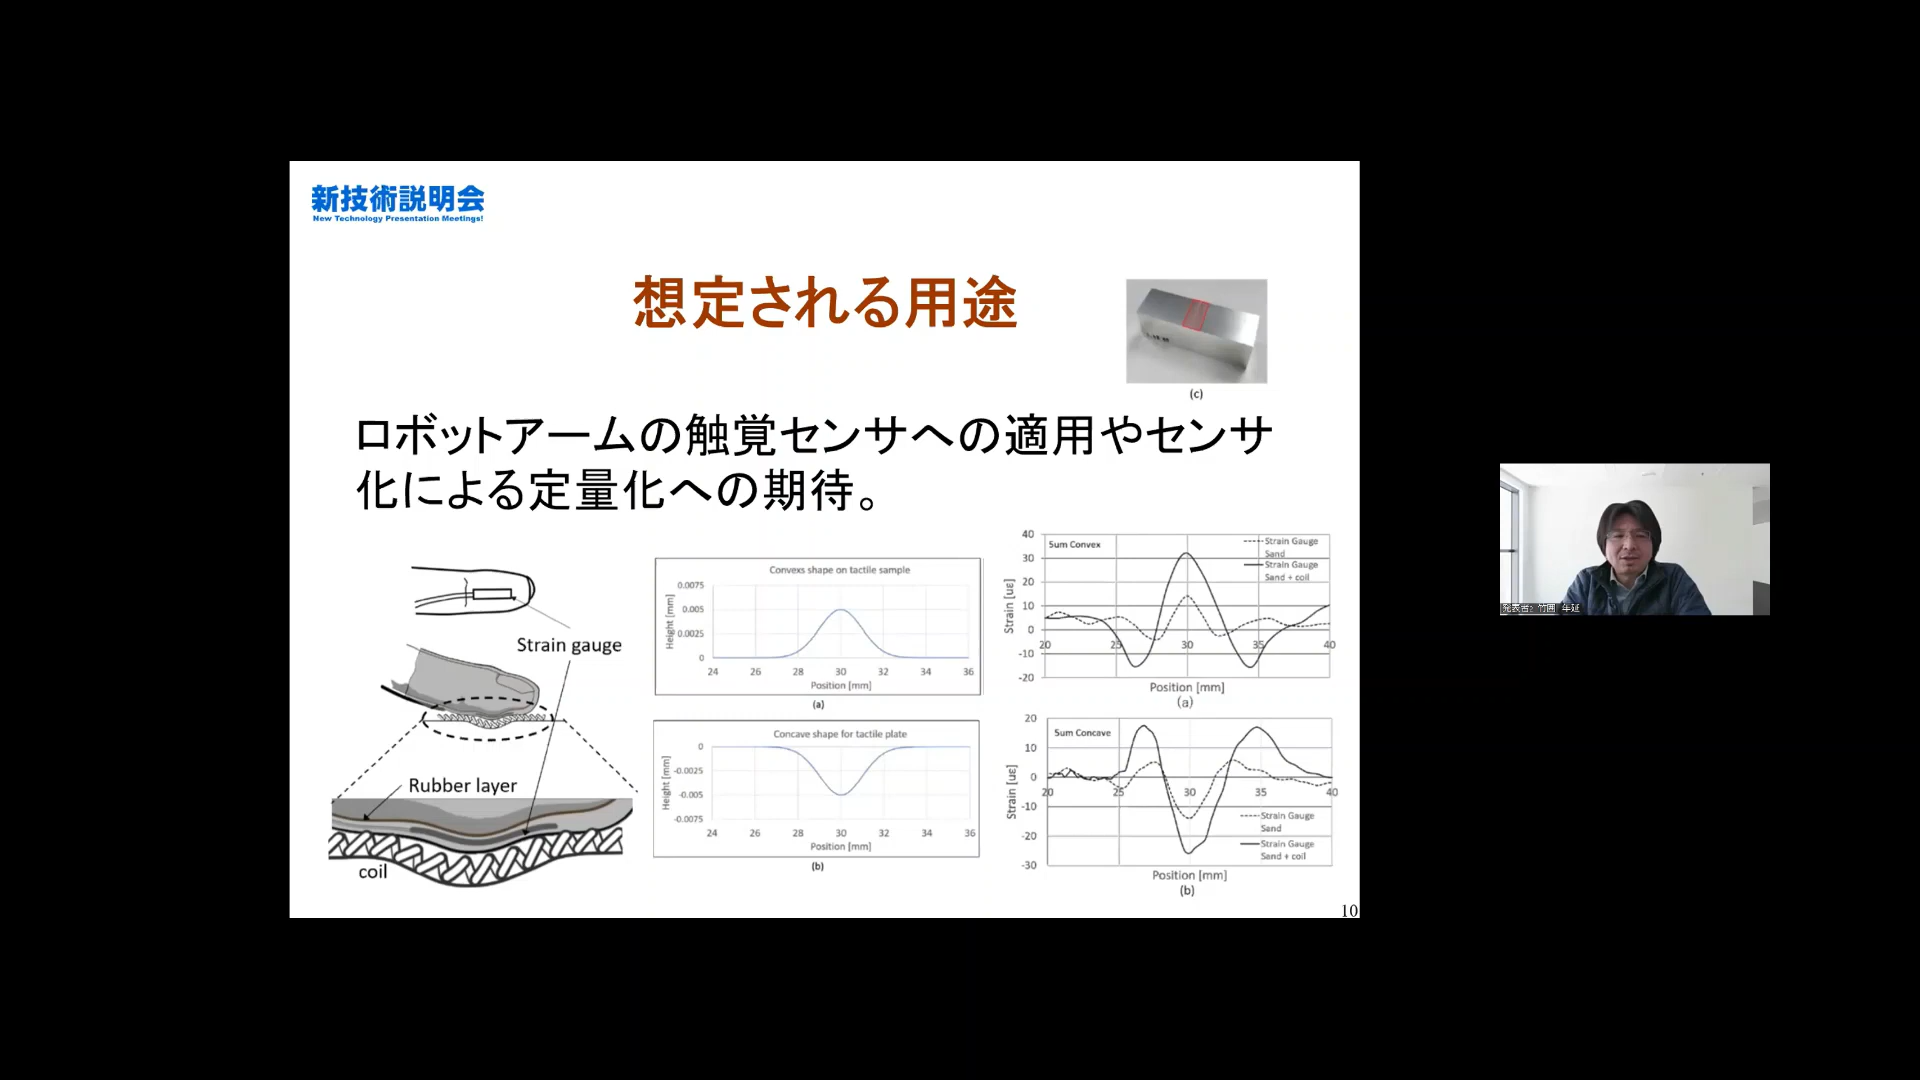 新技術説明会
New Technology Presentation Meetings!
想定される用途
(c)
ロボットアームの触覚センサへの適用やセンサ
化による定量化への期待。
Strain gauge
Rubber layer
coil
Convexs shape on tactile sample
Height [mm]
0.0075
0.005
0.0025
0
24 26 28 30 32 34 36
Position [mm]
(a)
Concave shape for tactile plate
Height [mm]
0
-0.0025
-0.005
-0.0075
24 26 28 30 32 34 36
Position [mm]
(b)
5um Convex
Strain Gauge
Sand
Strain Gauge
Sand + coil
Strain [uε]
40
30
20
10
0
-10
-20
20 25 30 35 40
Position [mm]
(a)
5um Concave
Strain Gauge
Sand
Strain Gauge
Sand + coil
Strain [uε]
20
10
0
-10
-20
-30
20 25 30 35 40
Position [mm]
(b)
10